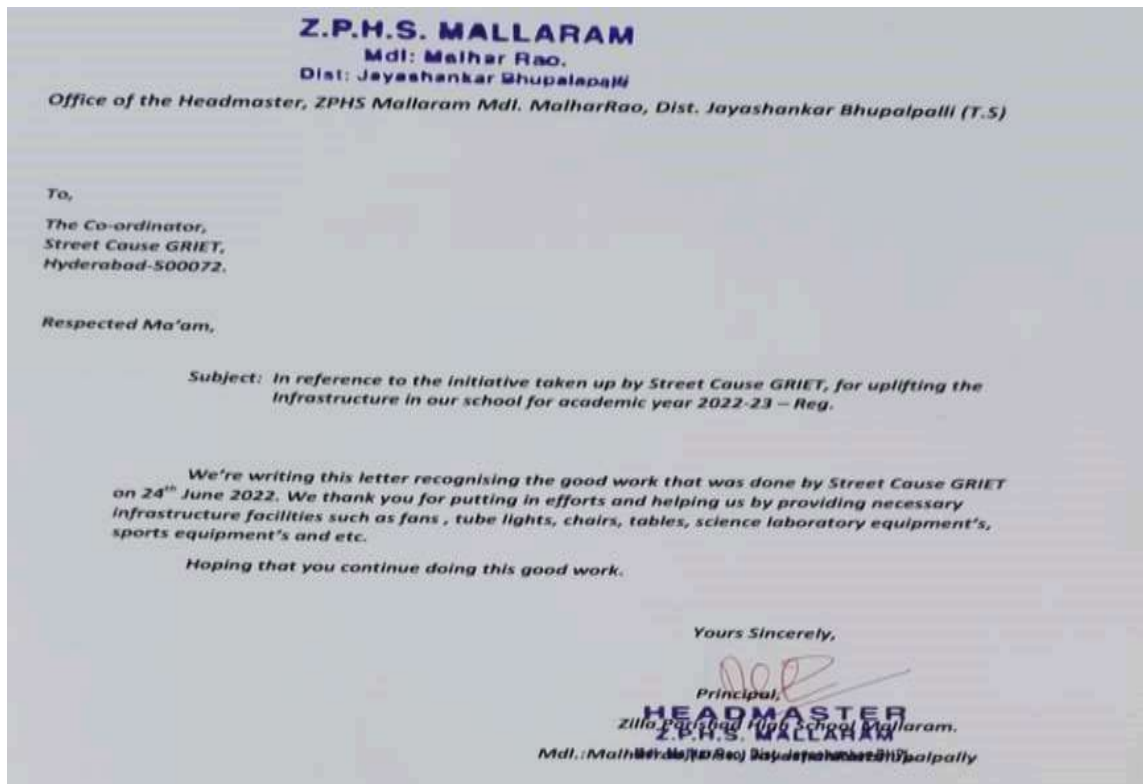 Z.P.H.S. MALLARAM
Mdl: Malhar Rao.
Dist: Jayashankar Bhupalapalli
Office of the Headmaster, ZPHS Mallaram Mdl. MalharRao, Dist. Jayashankar Bhupalpalli (T.S)
To,
The Co-ordinator,
Street Cause GRIET,
Hyderabad-500072.
Respected Ma'am,
Subject: In reference to the initiative taken up by Street Cause GRIET, for uplifting the
Infrastructure in our school for academic year 2022-23 – Reg.
We're writing this letter recognising the good work that was done by Street Cause GRIET
on 24th June 2022. We thank you for putting in efforts and helping us by providing necessary
infrastructure facilities such as fans , tube lights, chairs, tables, science laboratory equipment's,
sports equipment's and etc.
Hoping that you continue doing this good work.
Yours Sincerely,
Principal,
HEADMASTER
Zilla Parishad High School Mallaram.
Z.P.H.S. MALLARAM
Mdl.: